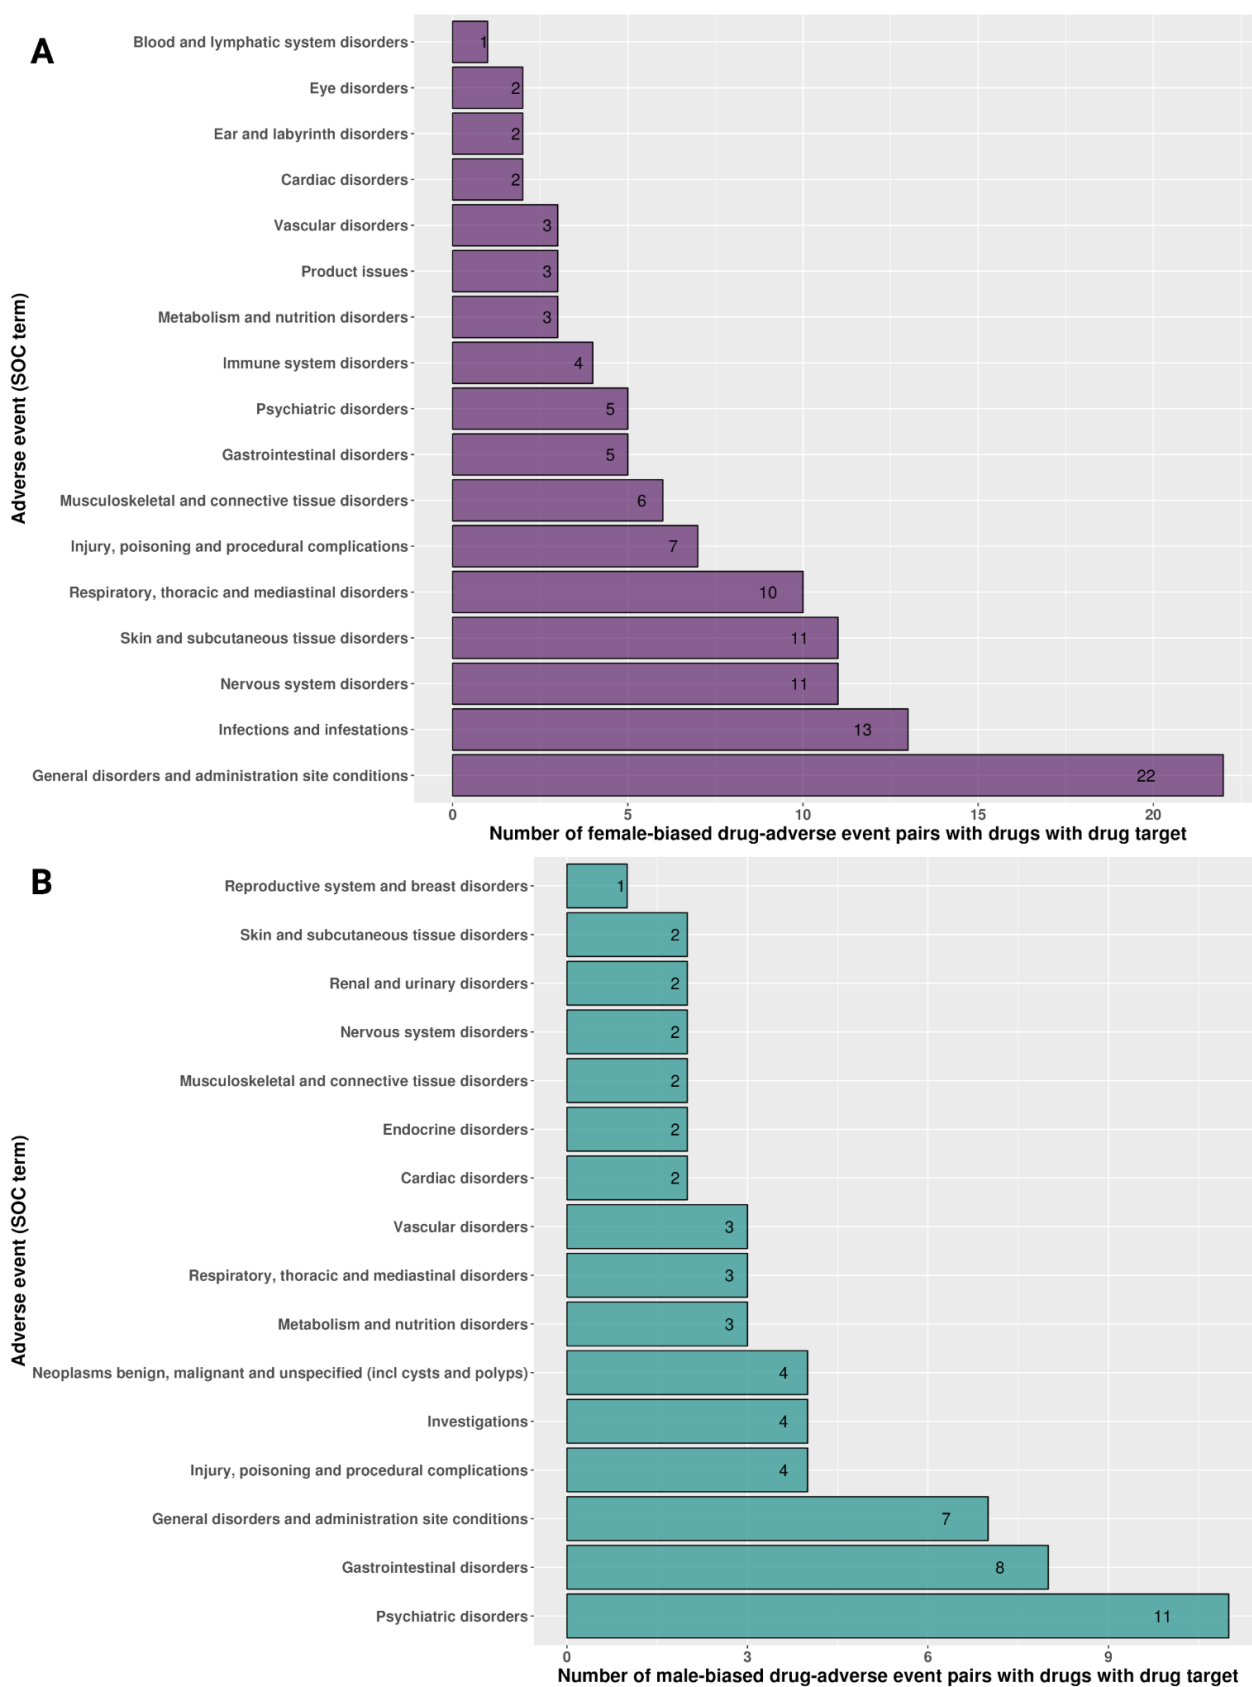 A
Adverse event (SOC term)
Blood and lymphatic system disorders 1
Eye disorders 2
Ear and labyrinth disorders 2
Cardiac disorders 2
Vascular disorders 3
Product issues 3
Metabolism and nutrition disorders 3
Immune system disorders 4
Psychiatric disorders 5
Gastrointestinal disorders 5
Musculoskeletal and connective tissue disorders 6
Injury, poisoning and procedural complications 7
Respiratory, thoracic and mediastinal disorders 10
Skin and subcutaneous tissue disorders 11
Nervous system disorders 11
Infections and infestations 13
General disorders and administration site conditions 22
0 5 10 15 20
Number of female-biased drug-adverse event pairs with drugs with drug target
B
Adverse event (SOC term)
Reproductive system and breast disorders 1
Skin and subcutaneous tissue disorders 2
Renal and urinary disorders 2
Nervous system disorders 2
Musculoskeletal and connective tissue disorders 2
Endocrine disorders 2
Cardiac disorders 2
Vascular disorders 3
Respiratory, thoracic and mediastinal disorders 3
Metabolism and nutrition disorders 3
Neoplasms benign, malignant and unspecified (incl cysts and polyps) 4
Investigations 4
Injury, poisoning and procedural complications 4
General disorders and administration site conditions 7
Gastrointestinal disorders 8
Psychiatric disorders 11
0 3 6 9
Number of male-biased drug-adverse event pairs with drugs with drug target